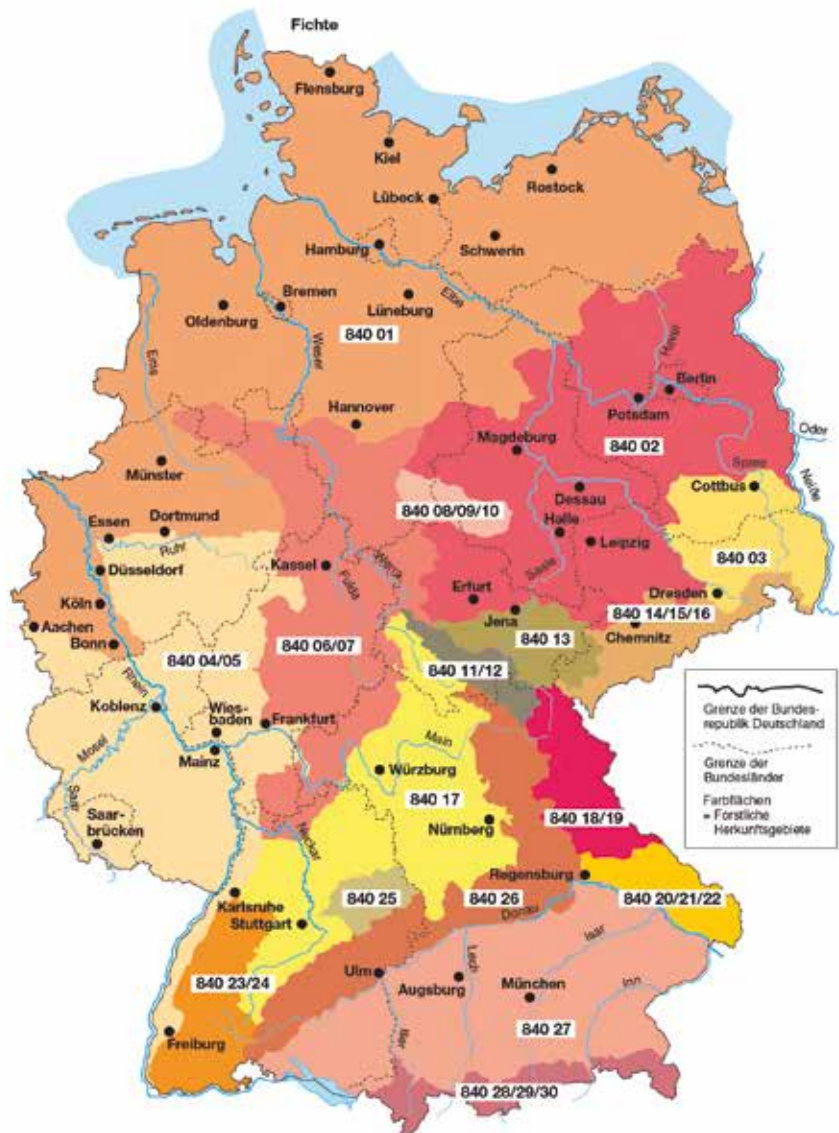 Fichte
Flensburg
Kiel
Rostock
Lübeck
Hamburg
Schwerin
Elbe
Bremen
Lüneburg
Oldenburg
840 01
Ems
Weser
Havel
Berlin
Hannover
Potsdam
Magdeburg
840 02
Oder
Münster
Spree
Neiße
Cottbus
Dessau
840 08/09/10
Essen
Dortmund
Halle
Ruhr
Leipzig
840 03
Düsseldorf
Kassel
Werra
Fulda
Saale
Köln
Erfurt
Dresden
Aachen
Jena
840 14/15/16
Bonn
840 13
Chemnitz
840 04/05
840 06/07
840 11/12
Rhein
Koblenz
Wies-
baden
Frankfurt
Mosel
Mainz
Main
Würzburg
Saar
840 17
Saar-
brücken
Nürnberg
840 18/19
Neckar
Regensburg
Karlsruhe
840 25
840 26
840 20/21/22
Stuttgart
Donau
Isar
Ulm
Lech
Inn
840 23/24
Augsburg
München
840 27
Freiburg
Iller
840 28/29/30
Grenze der Bundes-
republik Deutschland
Grenze der
Bundesländer
Farbflächen
= Forstliche
Herkunftsgebiete